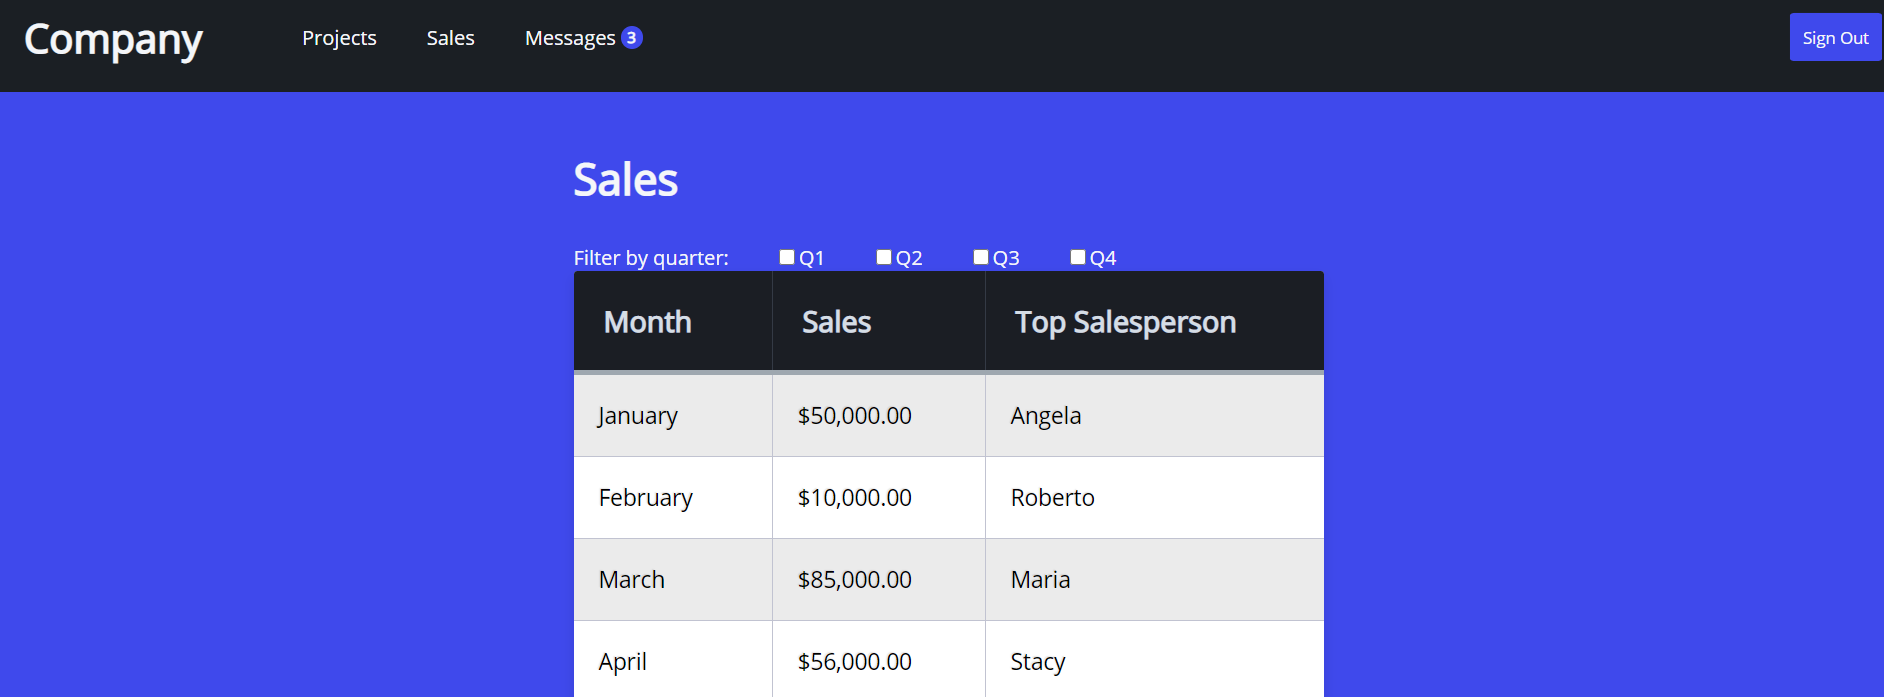 Company Projects Sales Messages 3 Sign Out
Sales
Filter by quarter: Q1 Q2 Q3 Q4
Month Sales Top Salesperson
January $50,000.00 Angela
February $10,000.00 Roberto
March $85,000.00 Maria
April $56,000.00 Stacy